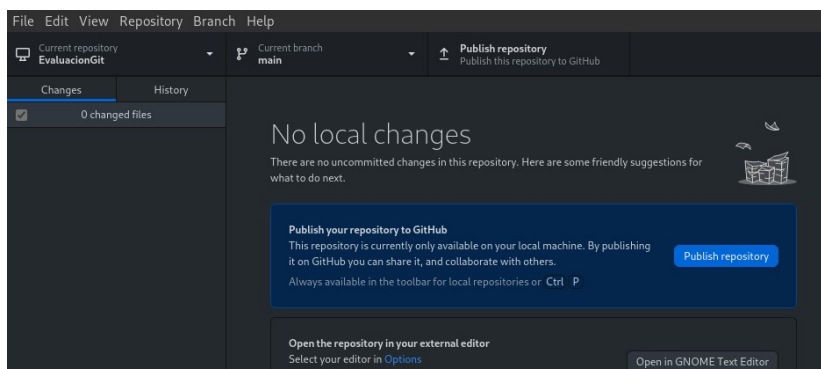 File Edit View Repository Branch Help
Current repository
EvaluacionGit
Current branch
main
Publish repository
Publish this repository to GitHub
Changes
History
0 changed files
No local changes
There are no uncommitted changes in this repository. Here are some friendly suggestions for
what to do next.
Publish your repository to GitHub
This repository is currently only available on your local machine. By publishing
it on GitHub you can share it, and collaborate with others.
Always available in the toolbar for local repositories or Ctrl P
Publish repository
Open the repository in your external editor
Select your editor in Options
Open in GNOME Text Editor